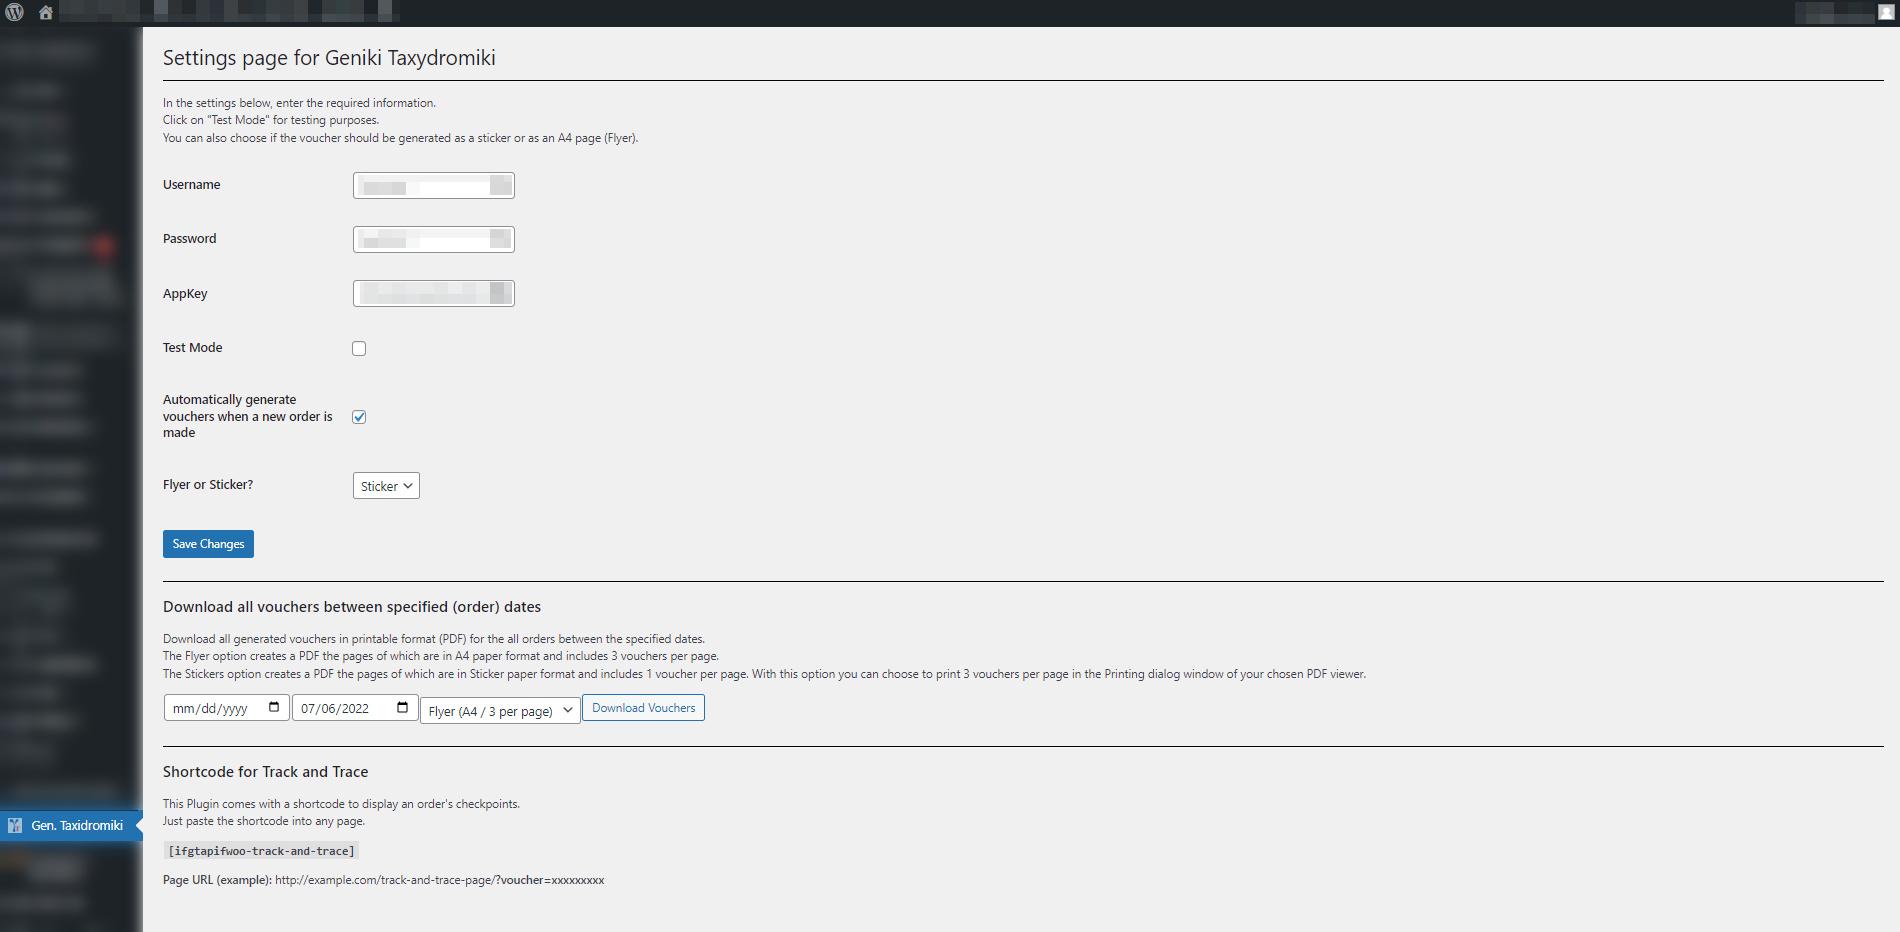 Settings page for Geniki Taxydromiki
In the settings below, enter the required information.
Click on "Test Mode" for testing purposes.
You can also choose if the voucher should be generated as a sticker or as an A4 page (Flyer).
Username
Password
AppKey
Test Mode
Automatically generate
vouchers when a new order is
made
Flyer or Sticker?
Sticker
Save Changes
Download all vouchers between specified (order) dates
Download all generated vouchers in printable format (PDF) for the all orders between the specified dates.
The Flyer option creates a PDF the pages of which are in A4 paper format and includes 3 vouchers per page.
The Stickers option creates a PDF the pages of which are in Sticker paper format and includes 1 voucher per page. With this option you can choose to print 3 vouchers per page in the Printing dialog window of your chosen PDF viewer.
mm/dd/yyyy 07/06/2022 Flyer (A4 / 3 per page) Download Vouchers
Shortcode for Track and Trace
This Plugin comes with a shortcode to display an order's checkpoints.
Just paste the shortcode into any page.
Gen. Taxidromiki
[ifgtapifwoo-track-and-trace]
Page URL (example): http://example.com/track-and-trace-page/?voucher=xxxxxxxxx